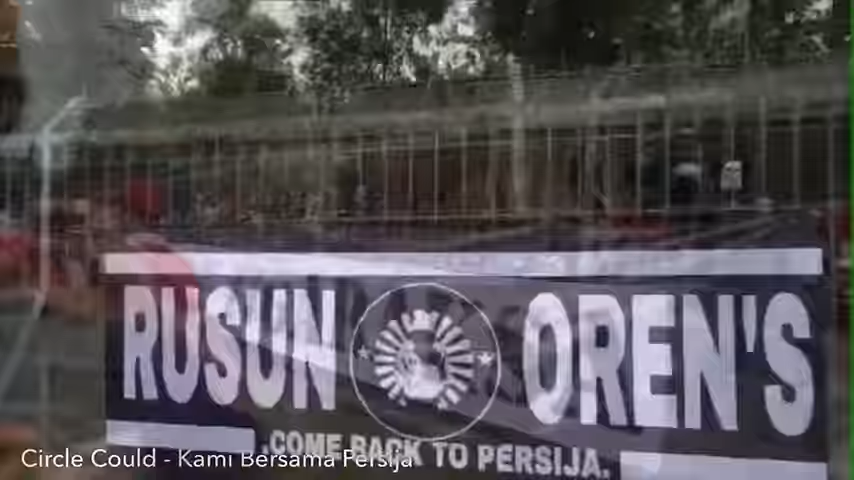 RUSUN OREN'S
COME BACK TO PERSIJA.
Circle Could - Kami Bersama Persija